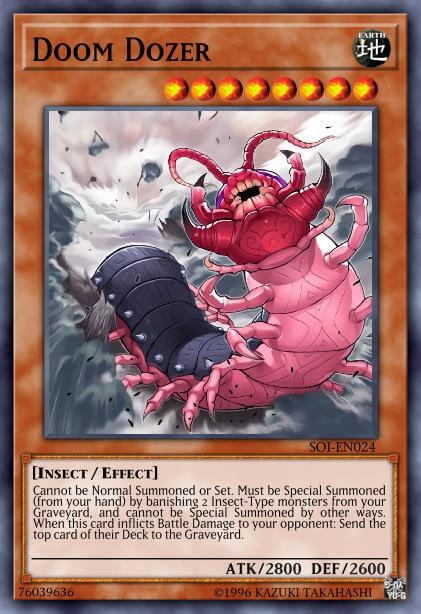 DOOM DOZER
EARTH
地
SOI-EN024
[INSECT / EFFECT]
Cannot be Normal Summoned or Set. Must be Special Summoned
(from your hand) by banishing 2 Insect-Type monsters from
your Graveyard, and cannot be Special Summoned by other ways.
When this card inflicts Battle Damage to your opponent: Send the
top card of their Deck to the Graveyard.
ATK/2800 DEF/2600
76039636
©1996 KAZUKI TAKAHASHI